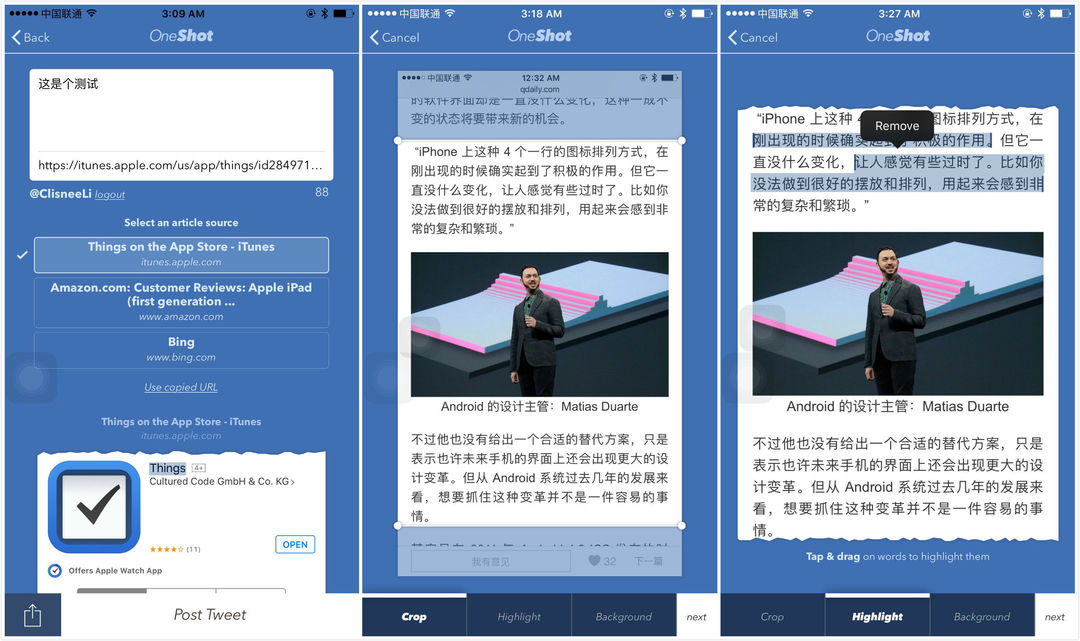 中国联通 3:09 AM
Back OneShot
这是个测试
https://itunes.apple.com/us/app/things/id284971...
@ClisneeLi logout 88
Select an article source
Things on the App Store - iTunes
itunes.apple.com
Amazon.com: Customer Reviews: Apple iPad
(first generation ...
www.amazon.com
Bing
www.bing.com
Use copied URL
Things on the App Store - iTunes
itunes.apple.com
Things 4+
Cultured Code GmbH & Co. KG>
(11)
OPEN
Offers Apple Watch App
Post Tweet
中国联通 3:18 AM
Cancel OneShot
中国联通 12:32 AM
qdaily.com
的软件界面却是一直没什么变化，这种一成不
变的状态将要带来新的机会。
“iPhone 上这种 4 个一行的图标排列方式，在
刚出现的时候确实起到了积极的作用。但它一
直没什么变化，让人感觉有些过时了。比如你
没法做到很好的摆放和排列，用起来会感到非
常的复杂和繁琐。”
Android 的设计主管：Matias Duarte
不过他也没有给出一个合适的替代方案，只是
表示也许未来手机的界面上还会出现更大的设
计变革。但从 Android 系统过去几年的发展来
看，想要抓住这种变革并不是一件容易的事
情。
我有意见 32 下一篇
Crop Highlight Background next
中国联通 3:27 AM
Cancel OneShot
Remove
“iPhone 上这种 4 图标排列方式，在
刚出现的时候确实起到了积极的作用。但它一
直没什么变化，让人感觉有些过时了。比如你
没法做到很好的摆放和排列，用起来会感到非
常的复杂和繁琐。”
Android 的设计主管：Matias Duarte
不过他也没有给出一个合适的替代方案，只是
表示也许未来手机的界面上还会出现更大的设
计变革。但从 Android 系统过去几年的发展来
看，想要抓住这种变革并不是一件容易的事
情。
Tap & drag on words to highlight them
Crop Highlight Background next